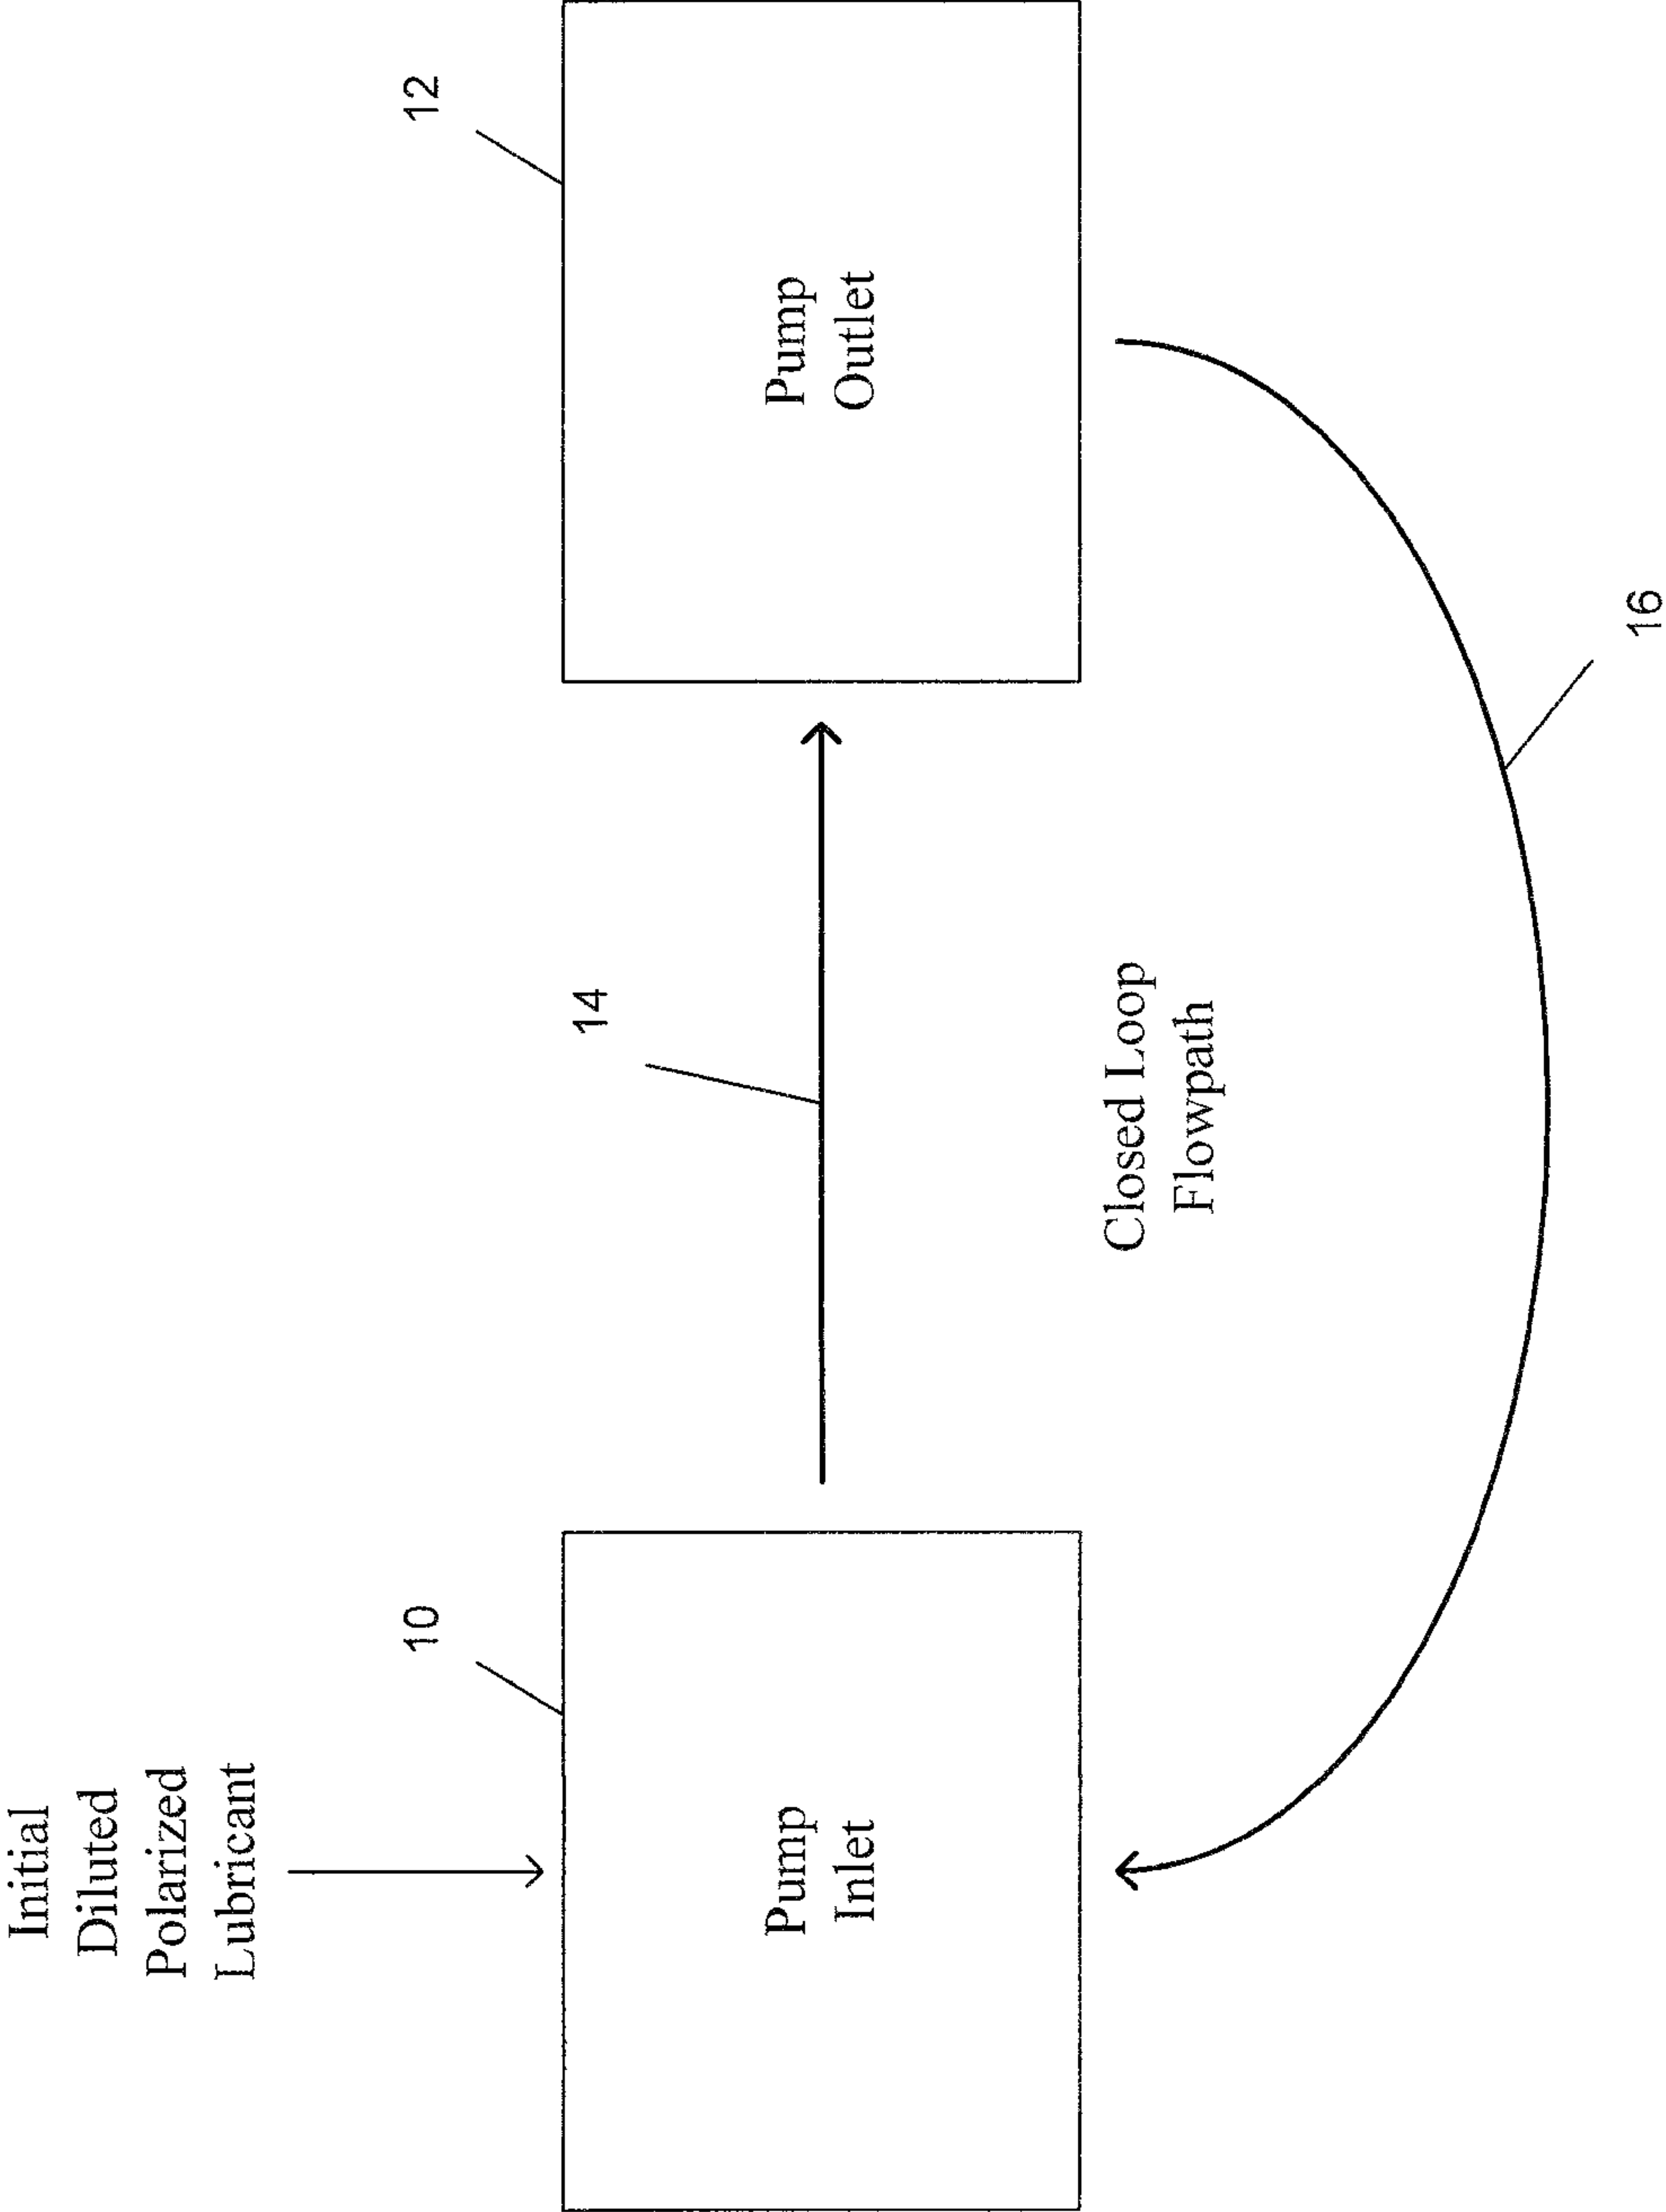 Initial
Diluted
Polarized
Lubricant
10
12
Pump
Inlet
14
Pump
Outlet
Closed Loop
Flowpath
16